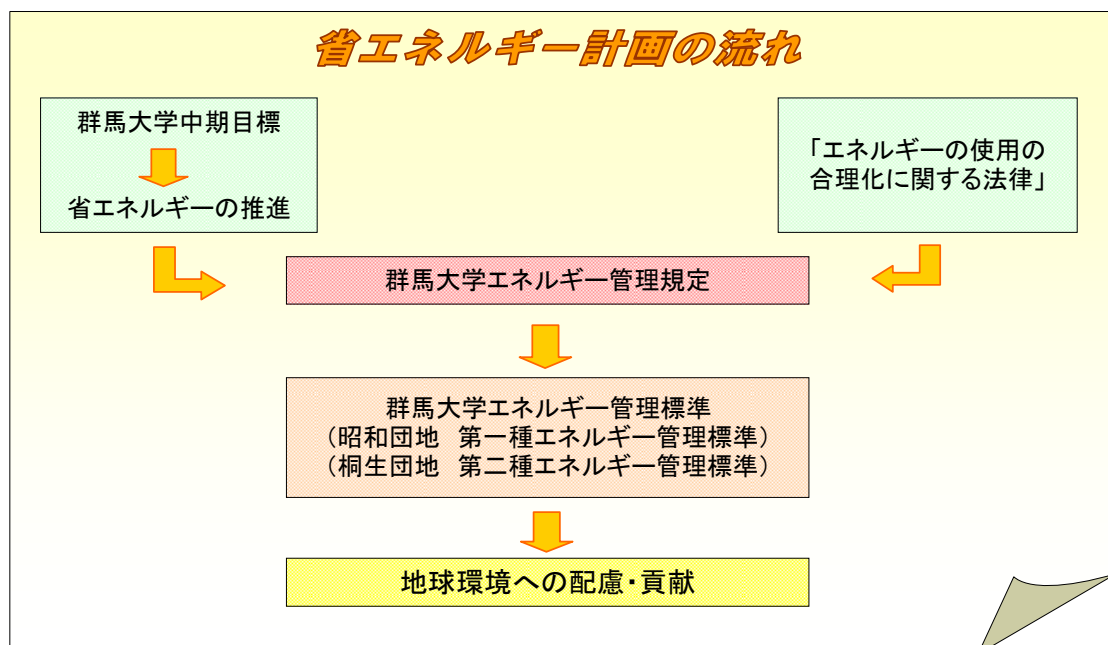 省エネルギー計画の流れ
群馬大学中期目標
省エネルギーの推進
「エネルギーの使用の
合理化に関する法律」
群馬大学エネルギー管理規定
群馬大学エネルギー管理標準
（昭和団地　第一種エネルギー管理標準）
（桐生団地　第二種エネルギー管理標準）
地球環境への配慮・貢献